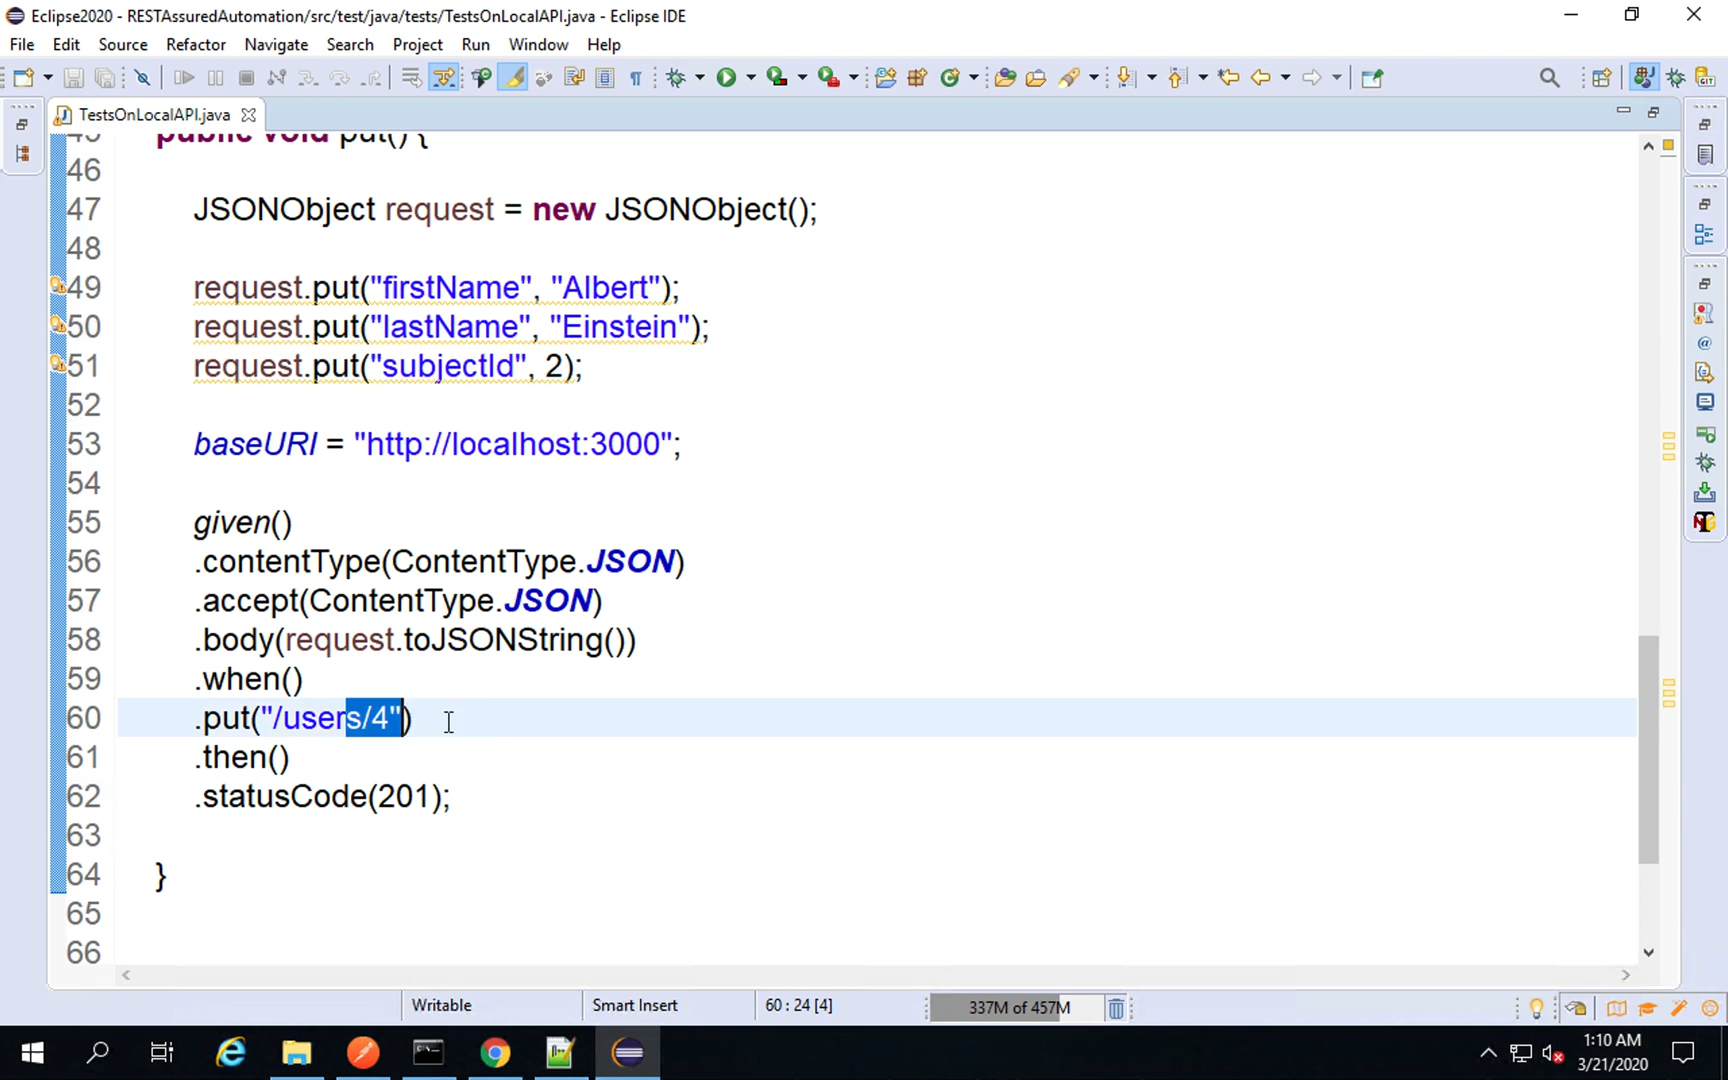 Eclipse2020 - RESTAssuredAutomation/src/test/java/tests/TestsOnLocalAPI.java - Eclipse IDE
File Edit Source Refactor Navigate Search Project Run Window Help
TestsOnLocalAPI.java
45 public void put() {
46
47 JSONObject request = new JSONObject();
48
49 request.put("firstName", "Albert");
50 request.put("lastName", "Einstein");
51 request.put("subjectId", 2);
52
53 baseURI = "http://localhost:3000";
54
55 given()
56 .contentType(ContentType.JSON)
57 .accept(ContentType.JSON)
58 .body(request.toJSONString())
59 .when()
60 .put("/users/4")
61 .then()
62 .statusCode(201);
63
64 }
65
66
Writable Smart Insert 60 : 24 [4] 337M of 457M
1:10 AM
3/21/2020